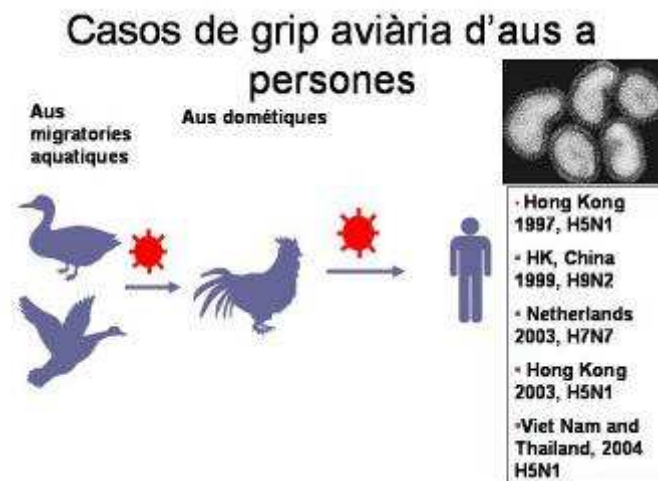 Casos de grip aviària d'aus a
persones
Aus
migratories
aquatiques
Aus dométiques
· Hong Kong
1997, H5N1
▪ HK, China
1999, H9N2
▪ Netherlands
2003, H7N7
▪ Hong Kong
2003, H5N1
▪Viet Nam and
Thailand, 2004
H5N1